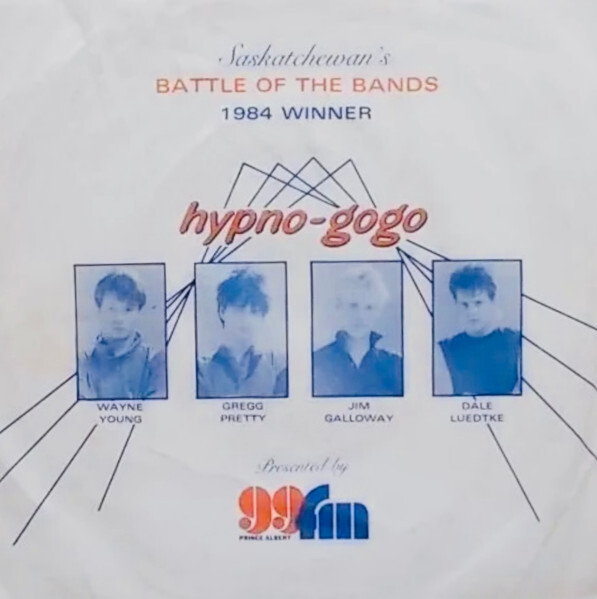 Saskatchewan's
BATTLE OF THE BANDS
1984 WINNER
hypno-gogo
WAYNE YOUNG
GREGG PRETTY
JIM GALLOWAY
DALE LUEDTKE
Presented by
99fm
PRINCE ALBERT